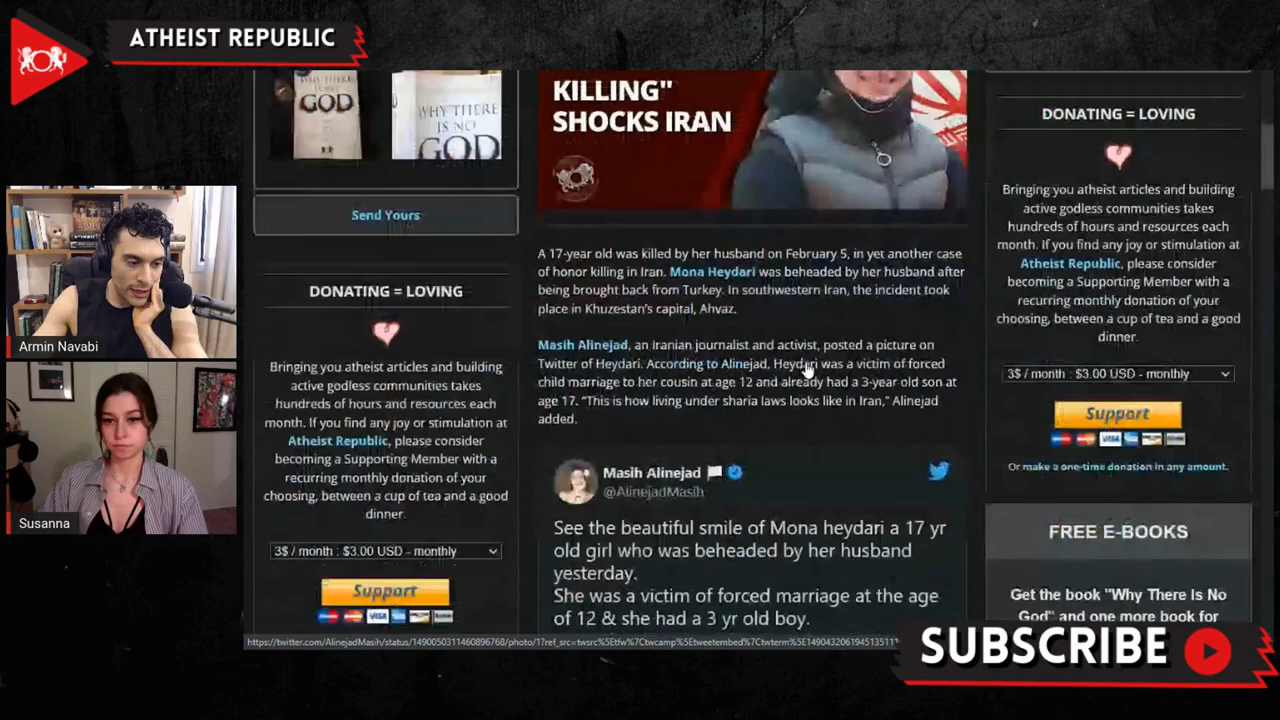 ATHEIST REPUBLIC
Armin Navabi
Susanna
WHY THERE
GOD
WHY THERE
IS NO
GOD
Send Yours
DONATING = LOVING
Bringing you atheist articles and building
active godless communities takes
hundreds of hours and resources each
month. If you find any joy or stimulation at
Atheist Republic, please consider
becoming a Supporting Member with a
recurring monthly donation of your
choosing, between a cup of tea and a good
dinner.
3$ / month : $3.00 USD - monthly
Support
VISA
KILLING"
SHOCKS IRAN
A 17-year old was killed by her husband on February 5, in yet another case
of honor killing in Iran. Mona Heydari was beheaded by her husband after
being brought back from Turkey. In southwestern Iran, the incident took
place in Khuzestan's capital, Ahvaz.
Masih Alinejad, an Iranian journalist and activist, posted a picture on
Twitter of Heydari. According to Alinejad, Heydari was a victim of forced
child marriage to her cousin at age 12 and already had a 3-year old son at
age 17. “This is how living under sharia laws looks like in Iran,” Alinejad
added.
Masih Alinejad
@AlinejadMasih
See the beautiful smile of Mona heydari a 17 yr
old girl who was beheaded by her husband
yesterday.
She was a victim of forced marriage at the age
of 12 & she had a 3 yr old boy.
DONATING = LOVING
Bringing you atheist articles and building
active godless communities takes
hundreds of hours and resources each
month. If you find any joy or stimulation at
Atheist Republic, please consider
becoming a Supporting Member with a
recurring monthly donation of your
choosing, between a cup of tea and a good
dinner.
3$ / month : $3.00 USD - monthly
Support
VISA
Or make a one-time donation in any amount.
FREE E-BOOKS
Get the book "Why There Is No
God" and one more book for
SUBSCRIBE